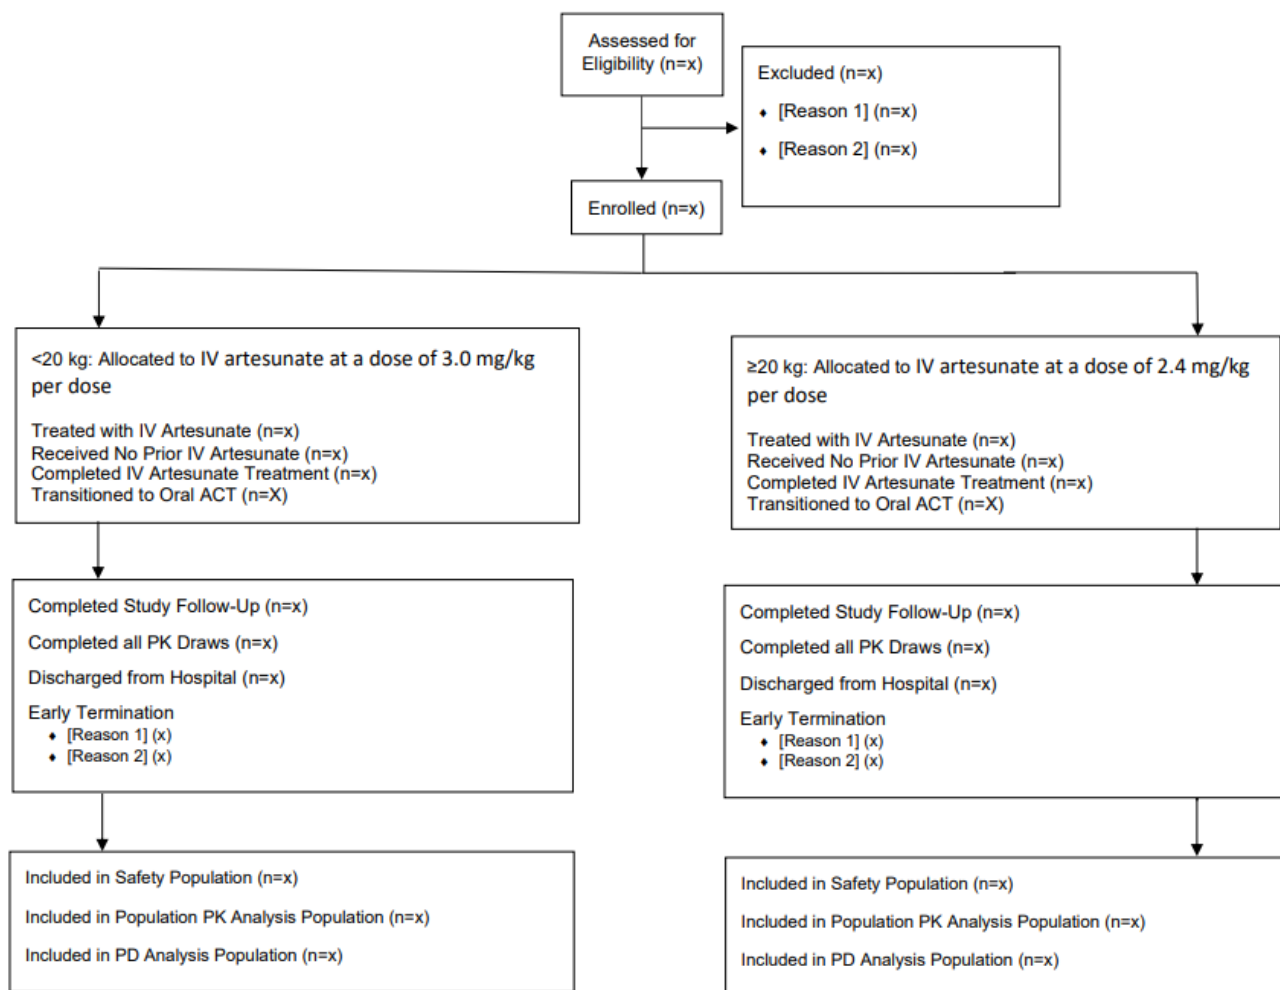 Assessed for
Eligibility (n=x)
Excluded (n=x)
♦ [Reason 1] (n=x)
♦ [Reason 2] (n=x)
Enrolled (n=x)
<20 kg: Allocated to IV artesunate at a dose of 3.0 mg/kg
per dose
Treated with IV Artesunate (n=x)
Received No Prior IV Artesunate (n=x)
Completed IV Artesunate Treatment (n=x)
Transitioned to Oral ACT (n=X)
≥20 kg: Allocated to IV artesunate at a dose of 2.4 mg/kg
per dose
Treated with IV Artesunate (n=x)
Received No Prior IV Artesunate (n=x)
Completed IV Artesunate Treatment (n=x)
Transitioned to Oral ACT (n=X)
Completed Study Follow-Up (n=x)
Completed all PK Draws (n=x)
Discharged from Hospital (n=x)
Early Termination
♦ [Reason 1] (x)
♦ [Reason 2] (x)
Completed Study Follow-Up (n=x)
Completed all PK Draws (n=x)
Discharged from Hospital (n=x)
Early Termination
♦ [Reason 1] (x)
♦ [Reason 2] (x)
Included in Safety Population (n=x)
Included in Population PK Analysis Population (n=x)
Included in PD Analysis Population (n=x)
Included in Safety Population (n=x)
Included in Population PK Analysis Population (n=x)
Included in PD Analysis Population (n=x)